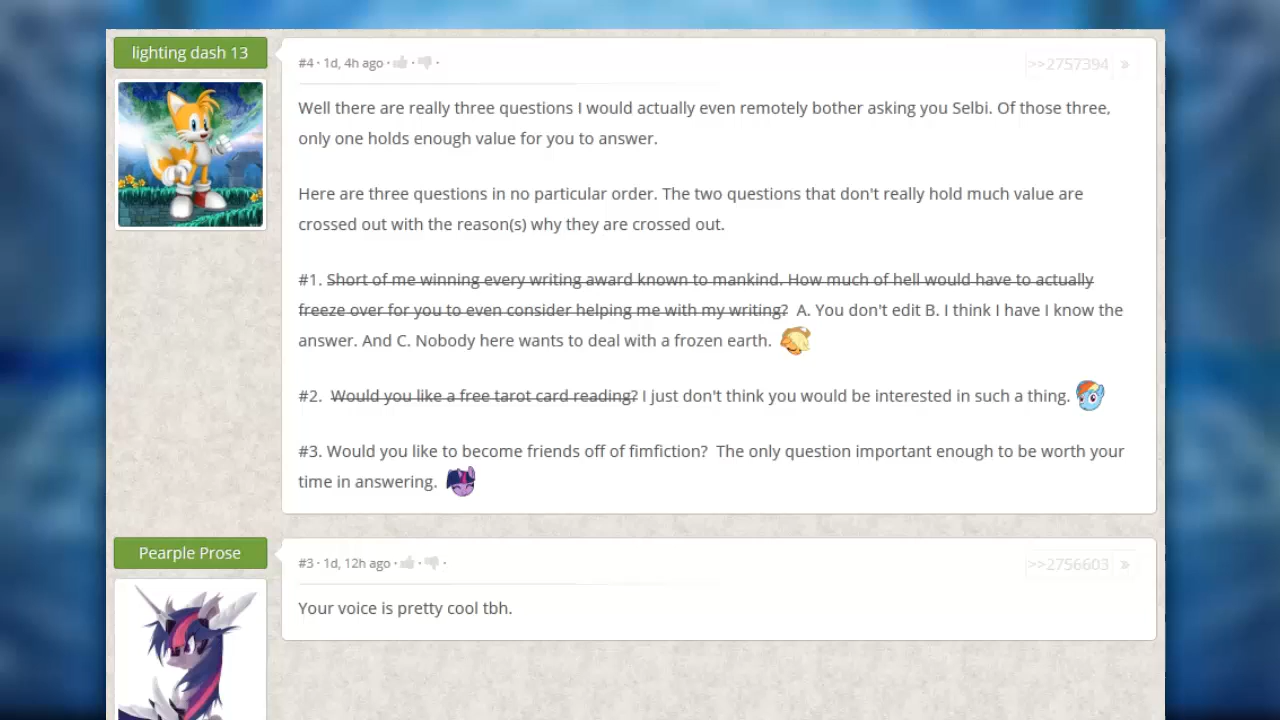 lighting dash 13
#4 · 1d, 4h ago · · ·
>>2757394 »
Well there are really three questions I would actually even remotely bother asking you Selbi. Of those three,
only one holds enough value for you to answer.
Here are three questions in no particular order. The two questions that don't really hold much value are
crossed out with the reason(s) why they are crossed out.
#1. Short of me winning every writing award known to mankind. How much of hell would have to actually
freeze over for you to even consider helping me with my writing? A. You don't edit B. I think I have I know the
answer. And C. Nobody here wants to deal with a frozen earth.
#2. Would you like a free tarot card reading? I just don't think you would be interested in such a thing.
#3. Would you like to become friends off of fimfiction? The only question important enough to be worth your
time in answering.
Pearple Prose
#3 · 1d, 12h ago · · ·
>>2756603 »
Your voice is pretty cool tbh.